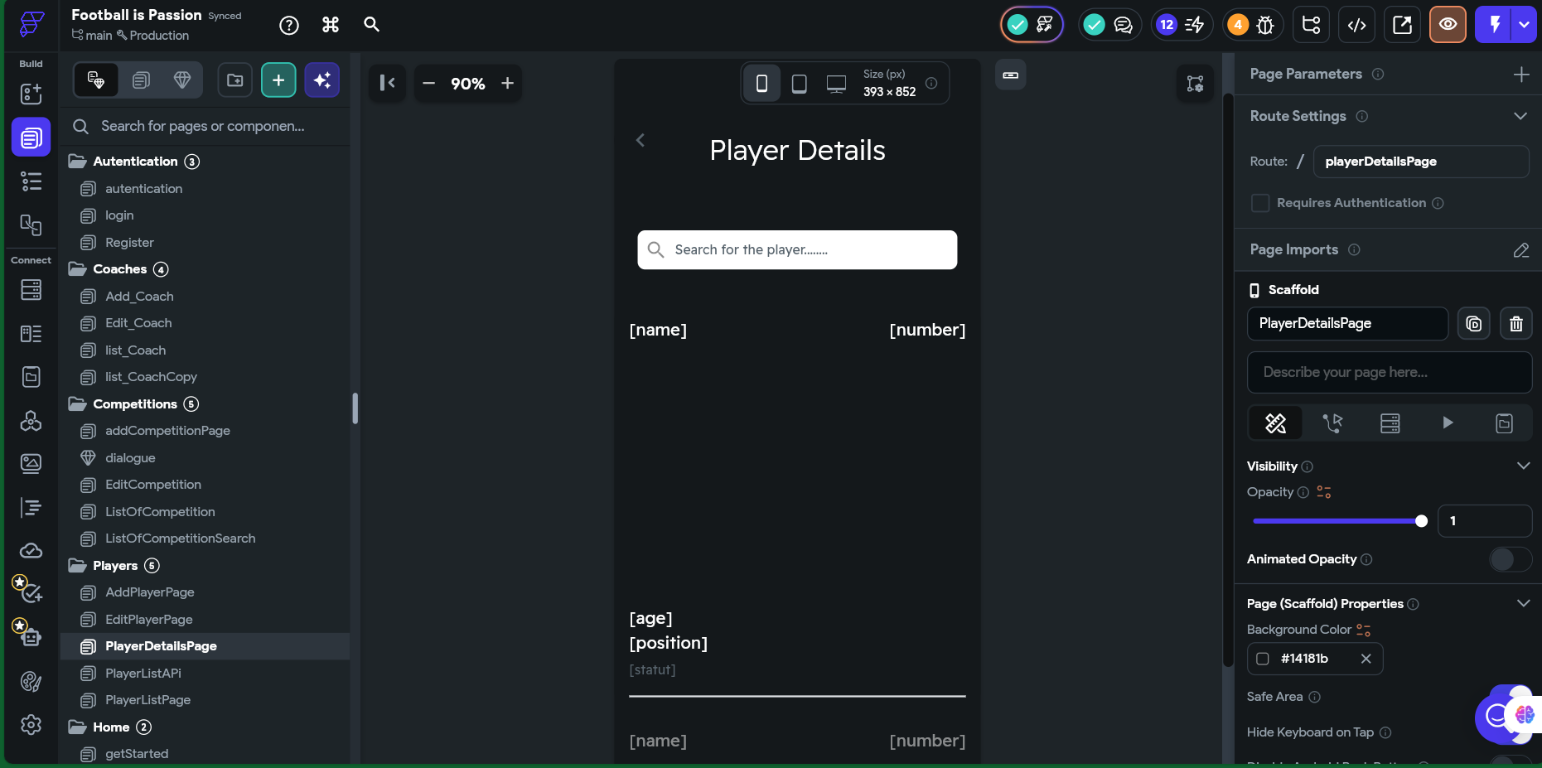 Football is Passion Synced
main Production
12
4
Build
Connect
Search for pages or componen...
Autentication 3
autentication
login
Register
Coaches 4
Add_Coach
Edit_Coach
list_Coach
list_CoachCopy
Competitions 5
addCompetitionPage
dialogue
EditCompetition
ListOfCompetition
ListOfCompetitionSearch
Players 5
AddPlayerPage
EditPlayerPage
PlayerDetailsPage
PlayerListAPi
PlayerListPage
Home 2
getStarted
90%
Size (px)
393 × 852
Player Details
Search for the player........
[name] [number]
[age]
[position]
[statut]
[name] [number]
Page Parameters
Route Settings
Route: / playerDetailsPage
Requires Authentication
Page Imports
Scaffold
PlayerDetailsPage
Describe your page here...
Visibility
Opacity
1
Animated Opacity
Page (Scaffold) Properties
Background Color
#14181b
Safe Area
Hide Keyboard on Tap